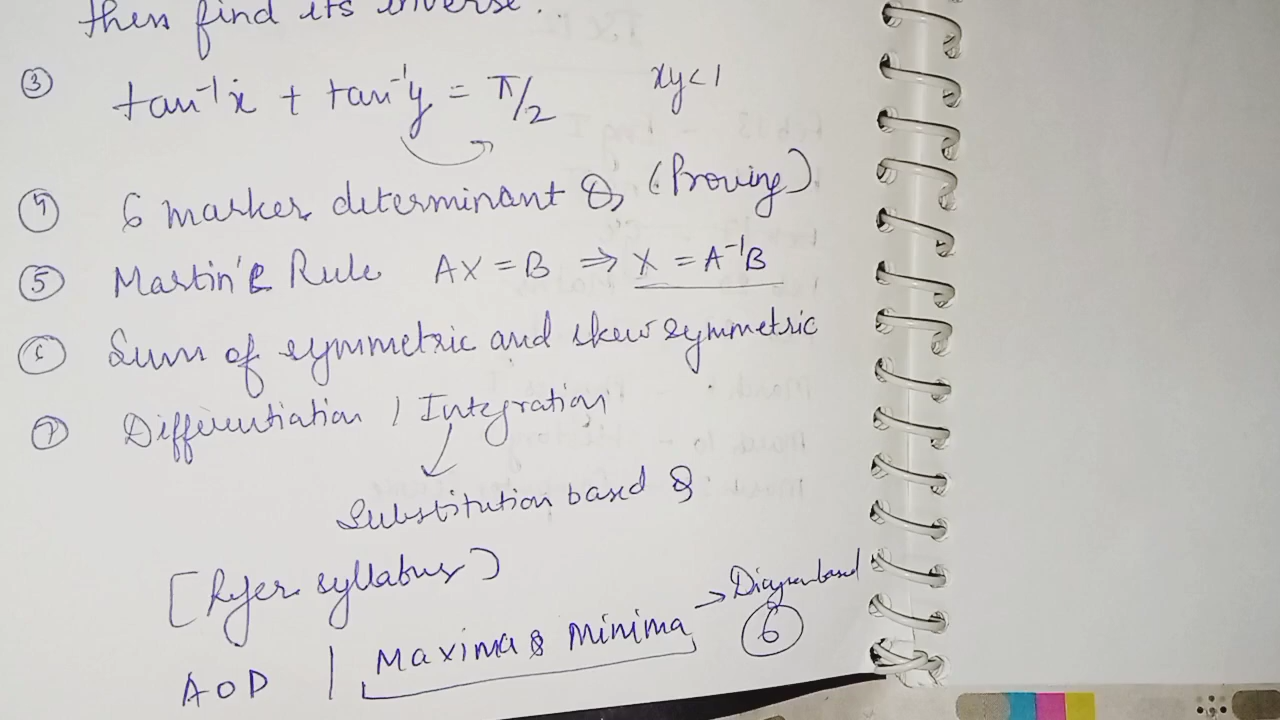 then find its inverse.
③ tan⁻¹x + tan⁻¹y = π/2 xy<1
④ 6 marker determinant Q, (Proving)
⑤ Martin's Rule AX = B ⇒ X = A⁻¹B
⑥ Sum of symmetric and skew symmetric
⑦ Differentiation / Integration
Substitution based Q
[Refer syllabus]
AOD | Maxima & Minima → Diagram based
⑥